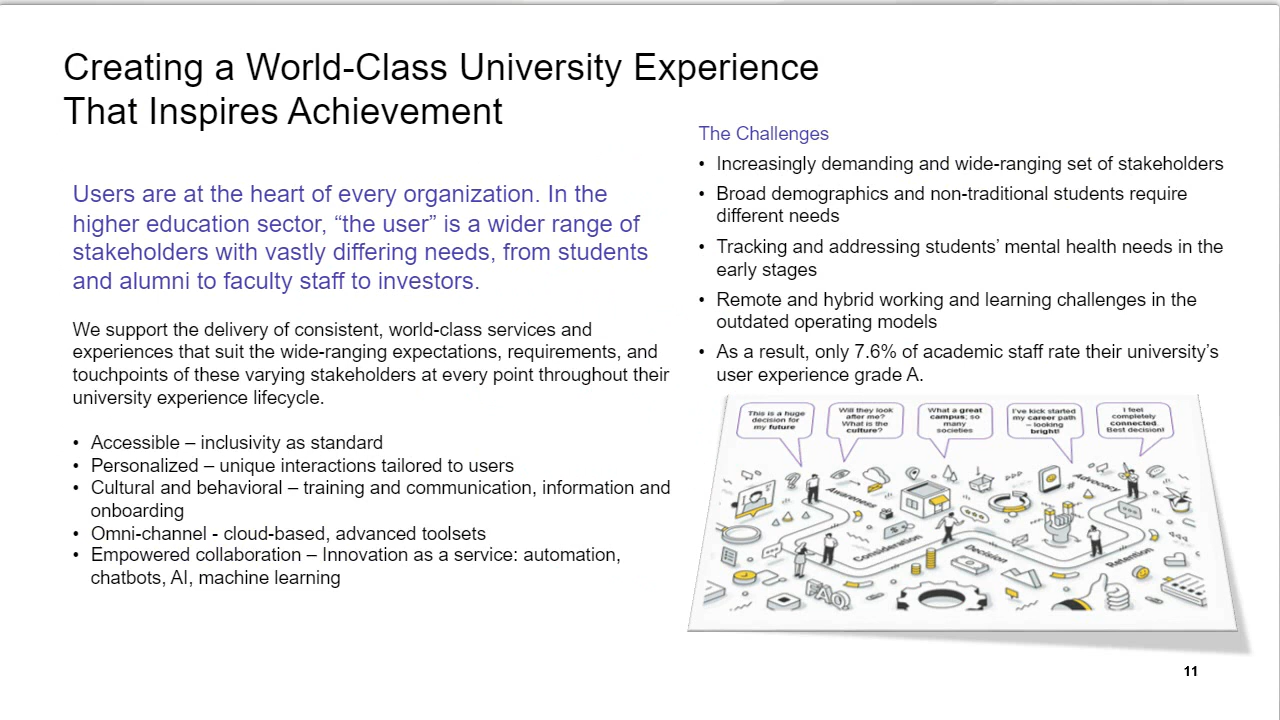 Creating a World-Class University Experience
That Inspires Achievement
Users are at the heart of every organization. In the
higher education sector, “the user” is a wider range of
stakeholders with vastly differing needs, from students
and alumni to faculty staff to investors.
We support the delivery of consistent, world-class services and
experiences that suit the wide-ranging expectations, requirements, and
touchpoints of these varying stakeholders at every point throughout their
university experience lifecycle.
• Accessible – inclusivity as standard
• Personalized – unique interactions tailored to users
• Cultural and behavioral – training and communication, information and
onboarding
• Omni-channel - cloud-based, advanced toolsets
• Empowered collaboration – Innovation as a service: automation,
chatbots, AI, machine learning
The Challenges
• Increasingly demanding and wide-ranging set of stakeholders
• Broad demographics and non-traditional students require
different needs
• Tracking and addressing students’ mental health needs in the
early stages
• Remote and hybrid working and learning challenges in the
outdated operating models
• As a result, only 7.6% of academic staff rate their university’s
user experience grade A.
This is a huge
decision for
my future
Will they look
after me?
What is the
culture?
What a great
campus; so
many
societies
I’ve kick started
my career path
– looking
bright!
I feel
completely
connected.
Best decision!
Awareness
Consideration
Decision
Retention
Advocacy
FAQ
11